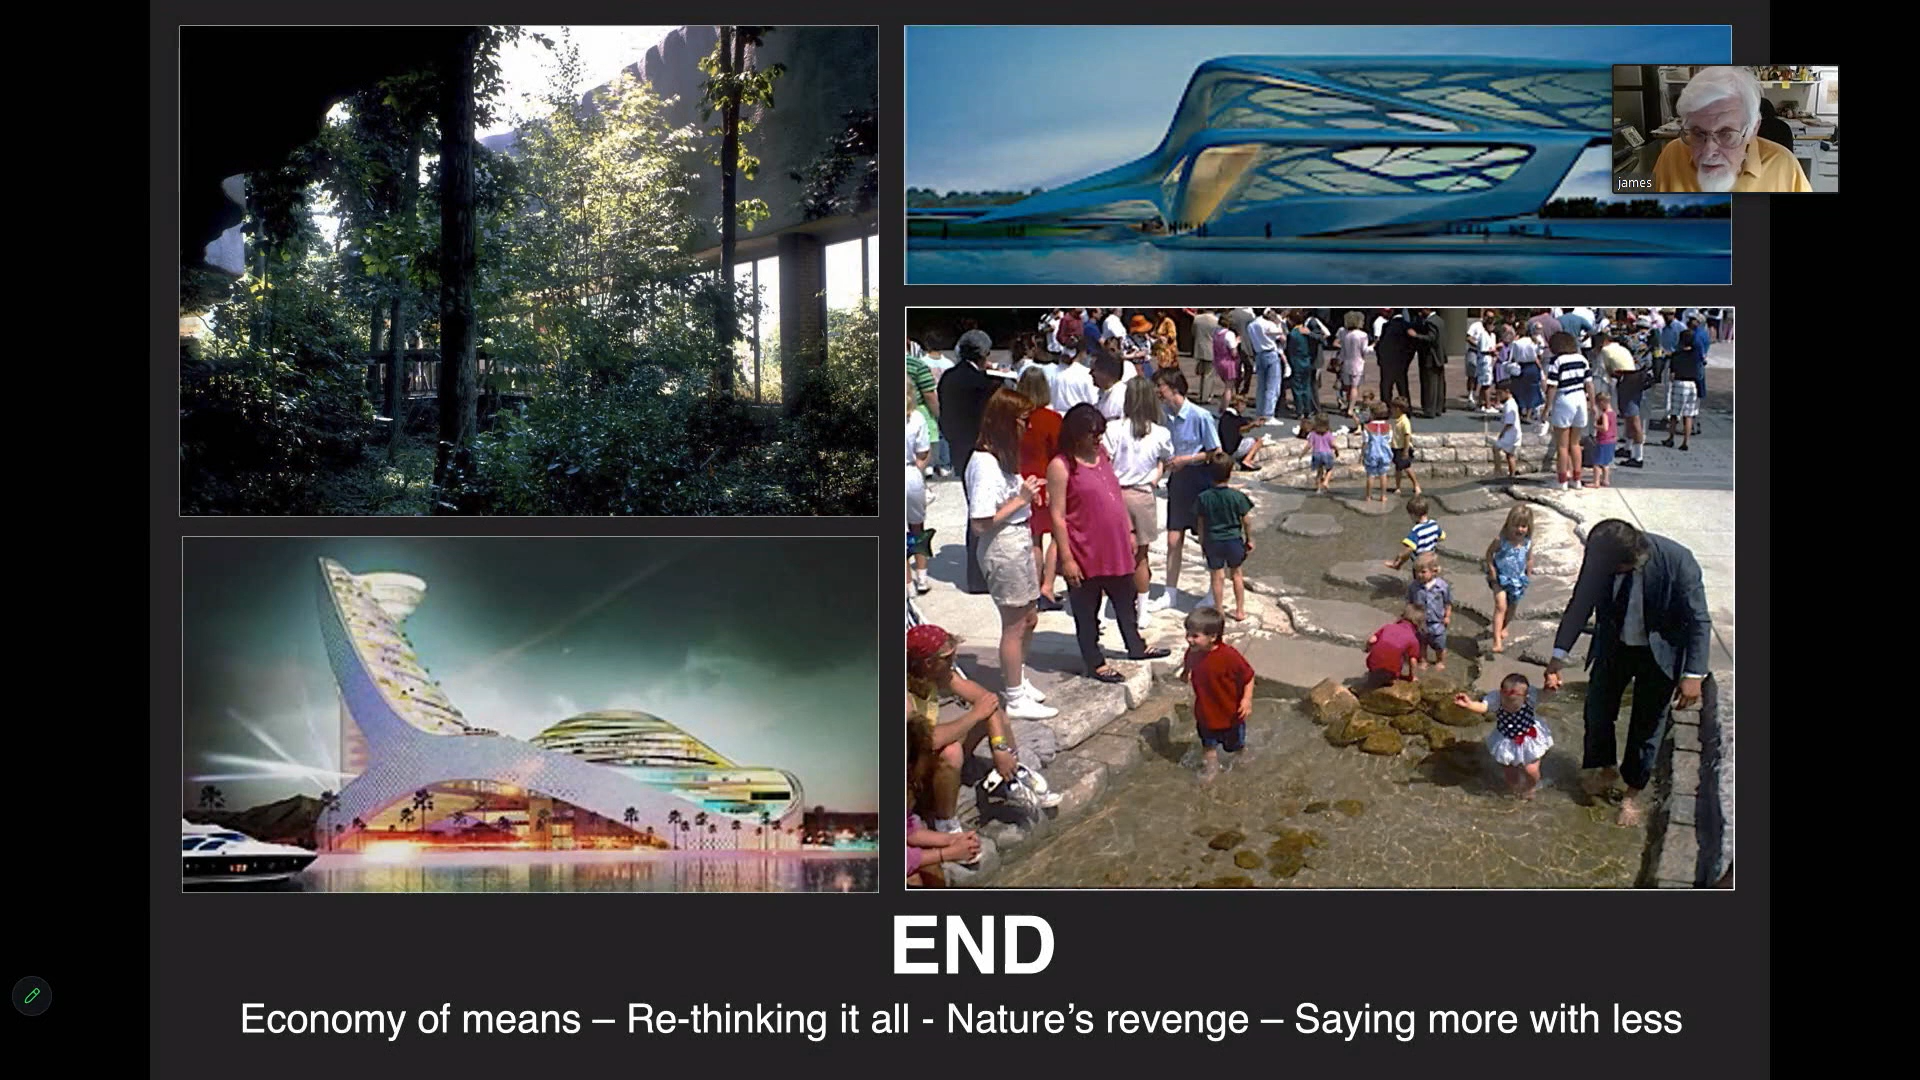 james
END
Economy of means – Re-thinking it all - Nature’s revenge – Saying more with less